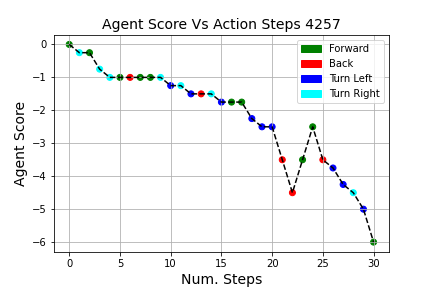 Agent Score Vs Action Steps 4257
Forward
Back
Turn Left
Turn Right
Agent Score
0
−1
−2
−3
−4
−5
−6
0 5 10 15 20 25 30
Num. Steps